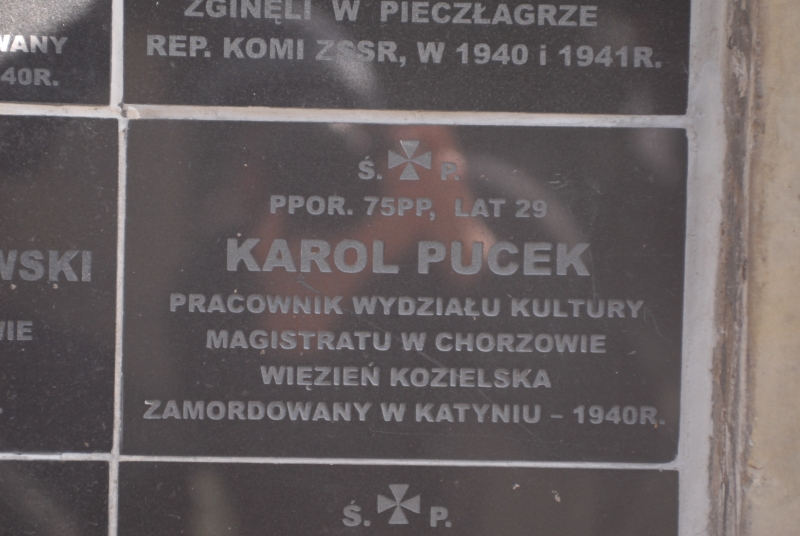 ZGINĘLI W PIECZŁAGRZE
REP. KOMI ZSSR, W 1940 i 1941R.
WANY
40R.
Ś. P.
PPOR. 75PP, LAT 29
KAROL PUCEK
PRACOWNIK WYDZIAŁU KULTURY
MAGISTRATU W CHORZOWIE
WIĘZIEŃ KOZIELSKA
ZAMORDOWANY W KATYNIU – 1940R.
WSKI
WIE
Ś. P.